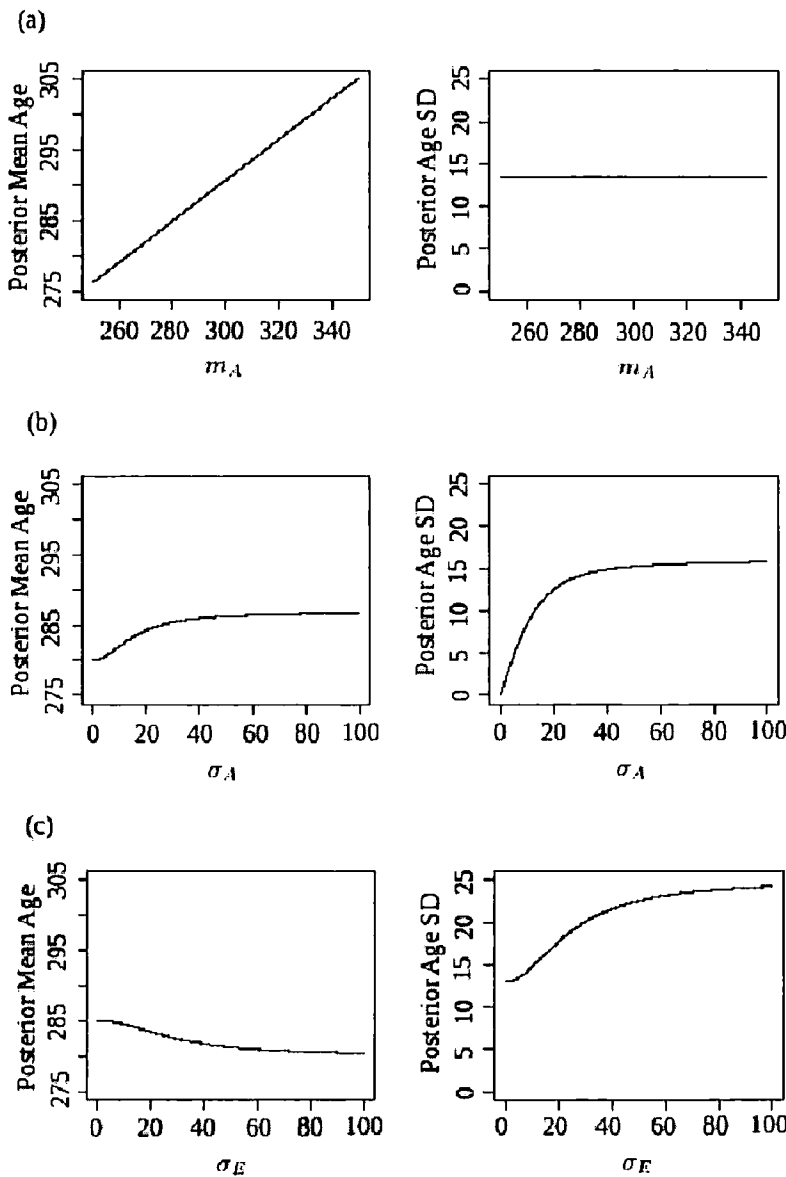 (a)
Posterior Mean Age
275 285 295 305
260 280 300 320 340
m_A
Posterior Age SD
0 5 10 15 20 25
260 280 300 320 340
m_A
(b)
Posterior Mean Age
275 285 295 305
0 20 40 60 80 100
σ_A
Posterior Age SD
0 5 10 15 20 25
0 20 40 60 80 100
σ_A
(c)
Posterior Mean Age
275 285 295 305
0 20 40 60 80 100
σ_E
Posterior Age SD
0 5 10 15 20 25
0 20 40 60 80 100
σ_E